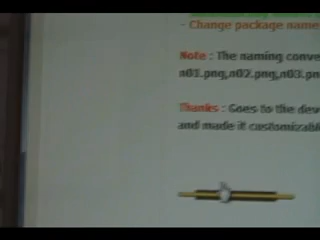 - Change package name
Note : The naming conve
n01.png,n02.png,n03.pn
Thanks : Goes to the dev
and made it customizabl